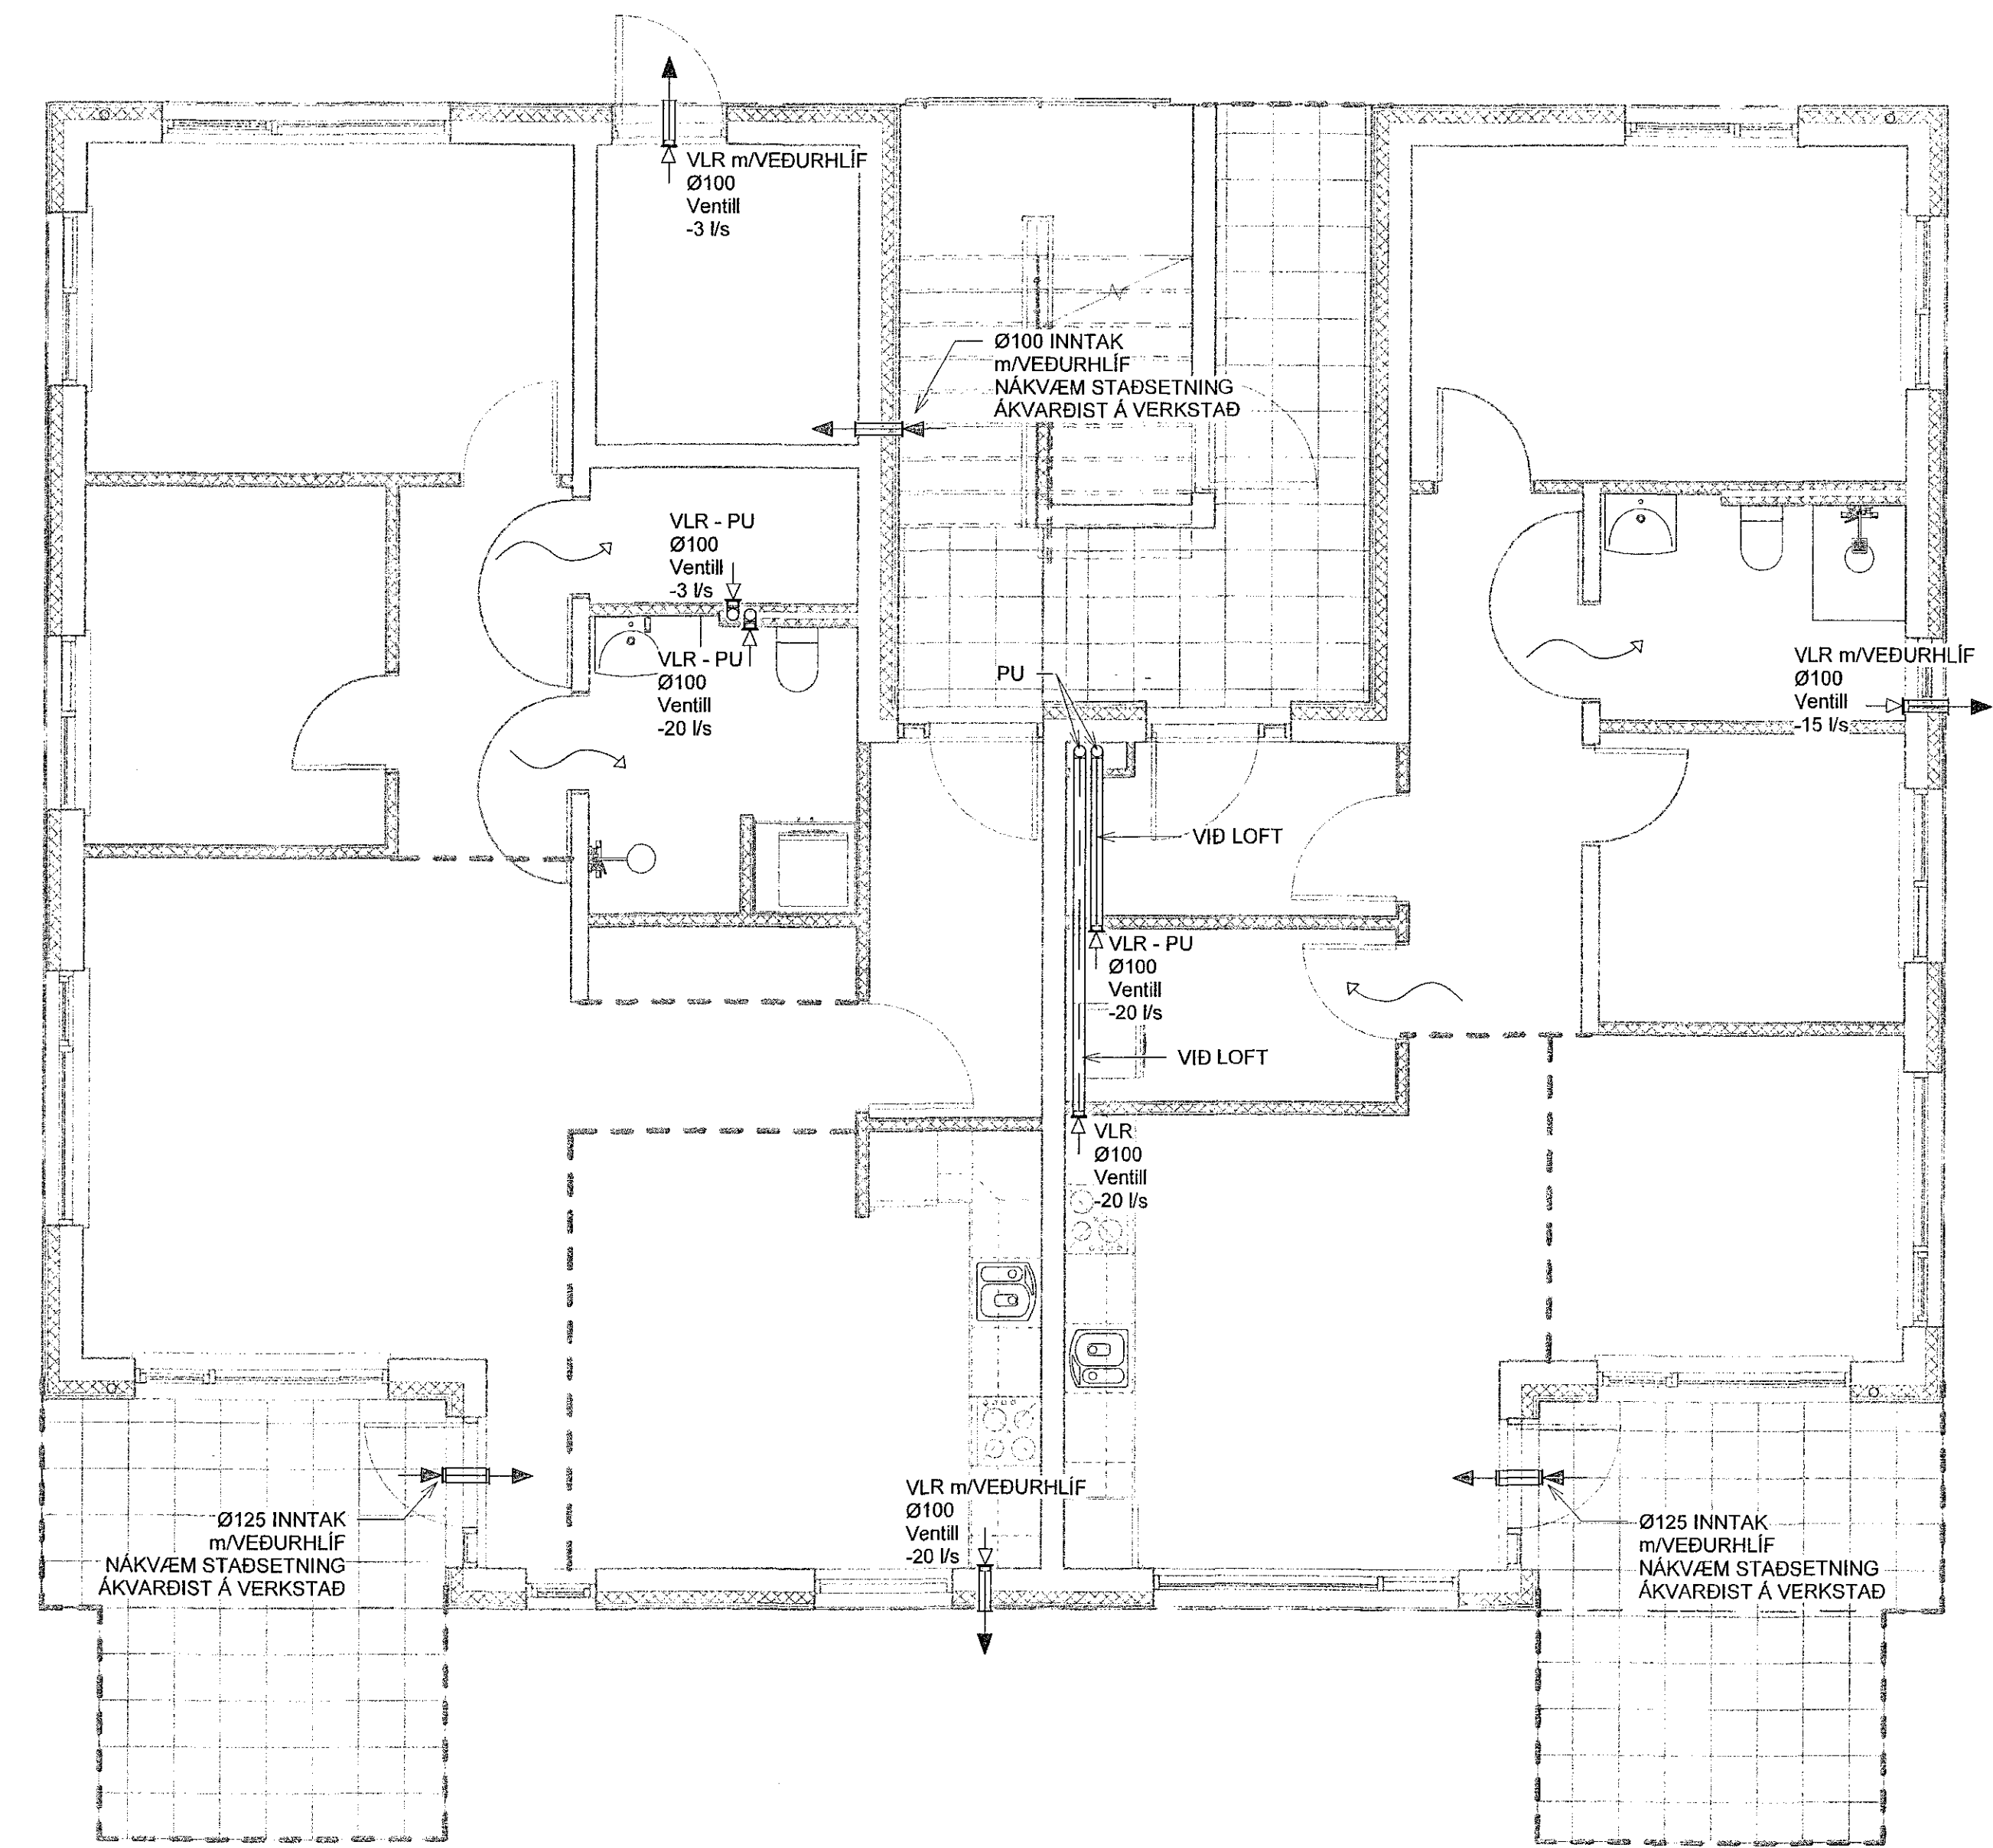 VLR m/VEÐURHLÍF
Ø100
Ventill
-3 l/s
Ø100 INNTAK
m/VEÐURHLÍF
NÁKVÆM STAÐSETNING
ÁKVARÐIST Á VERKSTAÐ
VLR - PU
Ø100
Ventill
-3 l/s
VLR - PU
Ø100
Ventill
-20 l/s
PU
VLR m/VEÐURHLÍF
Ø100
Ventill
-15 l/s
VIÐ LOFT
VLR - PU
Ø100
Ventill
-20 l/s
VIÐ LOFT
VLR
Ø100
Ventill
-20 l/s
VLR m/VEÐURHLÍF
Ø100
Ventill
-20 l/s
Ø125 INNTAK
m/VEÐURHLÍF
NÁKVÆM STAÐSETNING
ÁKVARÐIST Á VERKSTAÐ
Ø125 INNTAK
m/VEÐURHLÍF
NÁKVÆM STAÐSETNING
ÁKVARÐIST Á VERKSTAÐ